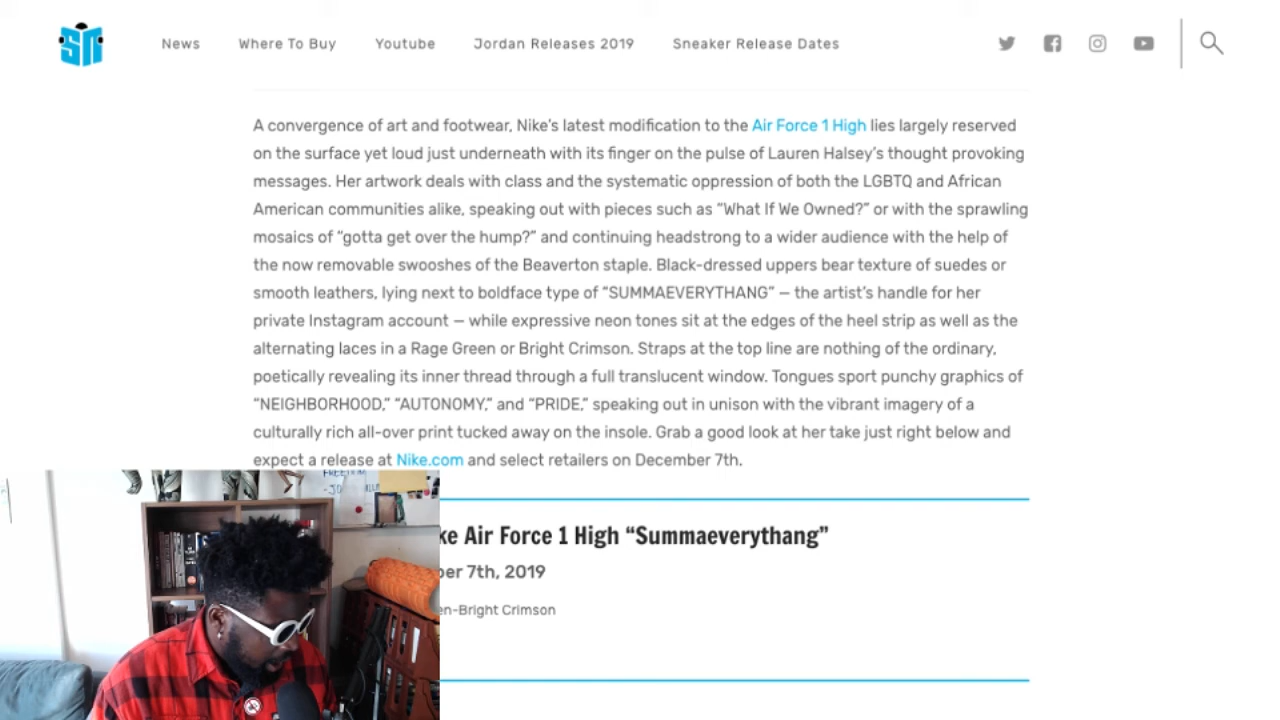 SN
News
Where To Buy
Youtube
Jordan Releases 2019
Sneaker Release Dates
A convergence of art and footwear, Nike's latest modification to the Air Force 1 High lies largely reserved
on the surface yet loud just underneath with its finger on the pulse of Lauren Halsey's thought provoking
messages. Her artwork deals with class and the systematic oppression of both the LGBTQ and African
American communities alike, speaking out with pieces such as “What If We Owned?” or with the sprawling
mosaics of “gotta get over the hump?” and continuing headstrong to a wider audience with the help of
the now removable swooshes of the Beaverton staple. Black-dressed uppers bear texture of suedes or
smooth leathers, lying next to boldface type of “SUMMAEVERYTHANG” — the artist's handle for her
private Instagram account — while expressive neon tones sit at the edges of the heel strip as well as the
alternating laces in a Rage Green or Bright Crimson. Straps at the top line are nothing of the ordinary,
poetically revealing its inner thread through a full translucent window. Tongues sport punchy graphics of
“NEIGHBORHOOD,” “AUTONOMY,” and “PRIDE,” speaking out in unison with the vibrant imagery of a
culturally rich all-over print tucked away on the insole. Grab a good look at her take just right below and
expect a release at Nike.com and select retailers on December 7th.
FREEDOM
ke Air Force 1 High “Summaeverythang”
ber 7th, 2019
en-Bright Crimson